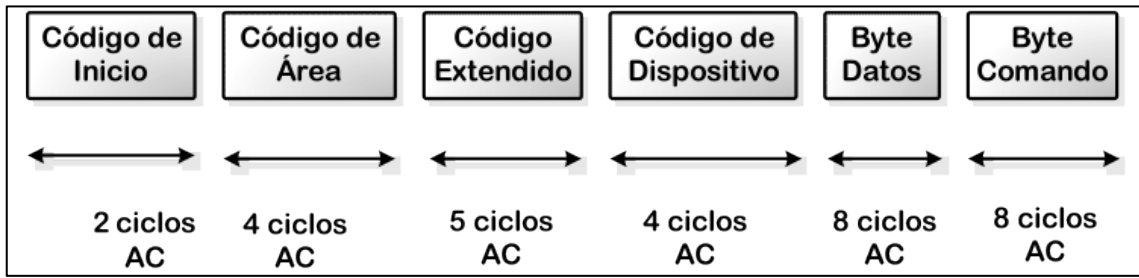 Código de
Inicio
Código de
Área
Código
Extendido
Código de
Dispositivo
Byte
Datos
Byte
Comando
2 ciclos
AC
4 ciclos
AC
5 ciclos
AC
4 ciclos
AC
8 ciclos
AC
8 ciclos
AC